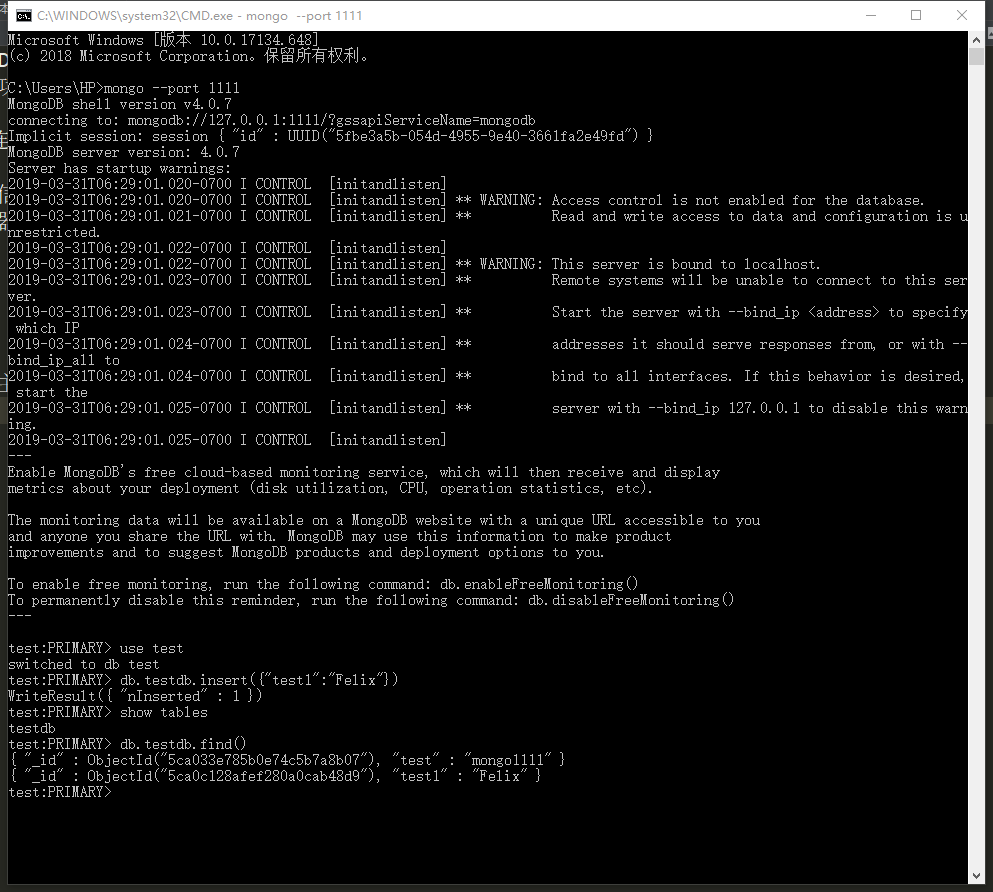 C:\WINDOWS\system32\CMD.exe - mongo --port 1111
Microsoft Windows [版本 10.0.17134.648]
(c) 2018 Microsoft Corporation。保留所有权利。
C:\Users\HP>mongo --port 1111
MongoDB shell version v4.0.7
connecting to: mongodb://127.0.0.1:1111/?gssapiServiceName=mongodb
Implicit session: session { "id" : UUID("5fbe3a5b-054d-4955-9e40-3661fa2e49fd") }
MongoDB server version: 4.0.7
Server has startup warnings:
2019-03-31T06:29:01.020-0700 I CONTROL  [initandlisten]
2019-03-31T06:29:01.020-0700 I CONTROL  [initandlisten] ** WARNING: Access control is not enabled for the database.
2019-03-31T06:29:01.021-0700 I CONTROL  [initandlisten] **          Read and write access to data and configuration is u
nrestricted.
2019-03-31T06:29:01.022-0700 I CONTROL  [initandlisten]
2019-03-31T06:29:01.022-0700 I CONTROL  [initandlisten] ** WARNING: This server is bound to localhost.
2019-03-31T06:29:01.023-0700 I CONTROL  [initandlisten] **          Remote systems will be unable to connect to this ser
ver.
2019-03-31T06:29:01.023-0700 I CONTROL  [initandlisten] **          Start the server with --bind_ip <address> to specify
 which IP
2019-03-31T06:29:01.024-0700 I CONTROL  [initandlisten] **          addresses it should serve responses from, or with --
bind_ip_all to
2019-03-31T06:29:01.024-0700 I CONTROL  [initandlisten] **          bind to all interfaces. If this behavior is desired,
 start the
2019-03-31T06:29:01.025-0700 I CONTROL  [initandlisten] **          server with --bind_ip 127.0.0.1 to disable this warn
ing.
2019-03-31T06:29:01.025-0700 I CONTROL  [initandlisten]
---
Enable MongoDB's free cloud-based monitoring service, which will then receive and display
metrics about your deployment (disk utilization, CPU, operation statistics, etc).
The monitoring data will be available on a MongoDB website with a unique URL accessible to you
and anyone you share the URL with. MongoDB may use this information to make product
improvements and to suggest MongoDB products and deployment options to you.
To enable free monitoring, run the following command: db.enableFreeMonitoring()
To permanently disable this reminder, run the following command: db.disableFreeMonitoring()
---
test:PRIMARY> use test
switched to db test
test:PRIMARY> db.testdb.insert({"test1":"Felix"})
WriteResult({ "nInserted" : 1 })
test:PRIMARY> show tables
testdb
test:PRIMARY> db.testdb.find()
{ "_id" : ObjectId("5ca033e785b0e74c5b7a8b07"), "test" : "mongo1111" }
{ "_id" : ObjectId("5ca0c128afef280a0cab48d9"), "test1" : "Felix" }
test:PRIMARY>